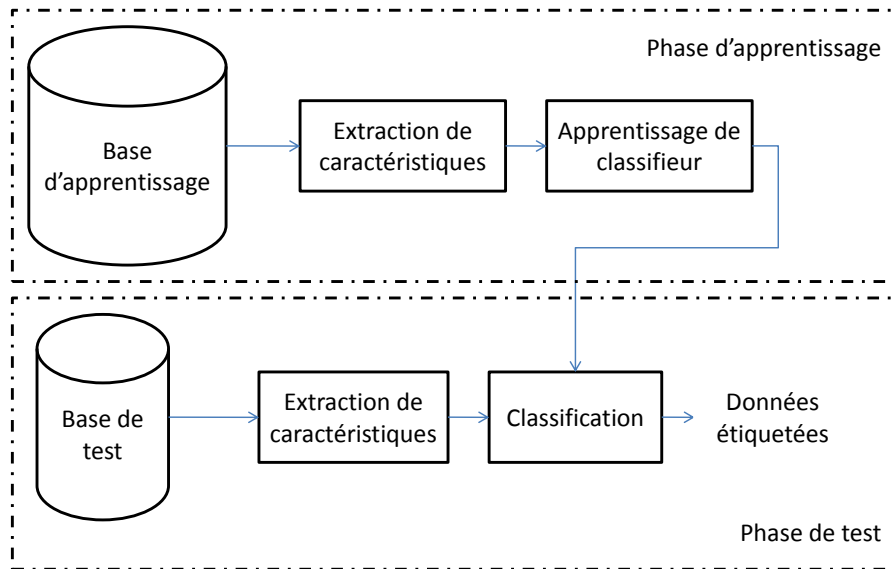 Phase d’apprentissage
Base
d’apprentissage
Extraction de
caractéristiques
Apprentissage de
classifieur
Base de
test
Extraction de
caractéristiques
Classification
Données
étiquetées
Phase de test